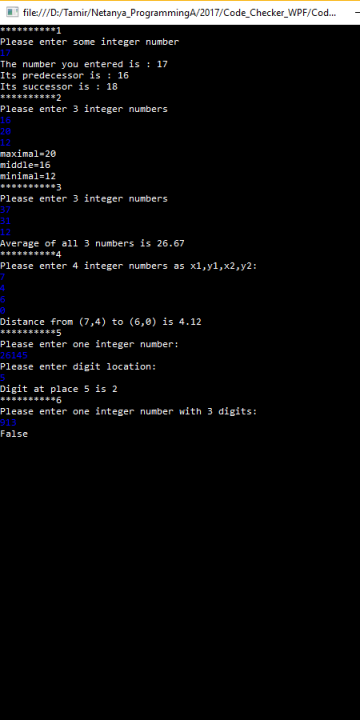 file:///D:/Tamir/Netanya_ProgrammingA/2017/Code_Checker_WPF/Cod...
**********1
Please enter some integer number
17
The number you entered is : 17
Its predecessor is : 16
Its successor is : 18
**********2
Please enter 3 integer numbers
16
20
12
maximal=20
middle=16
minimal=12
**********3
Please enter 3 integer numbers
37
31
12
Average of all 3 numbers is 26.67
**********4
Please enter 4 integer numbers as x1,y1,x2,y2:
7
4
6
0
Distance from (7,4) to (6,0) is 4.12
**********5
Please enter one integer number:
Please enter digit location:
5
Digit at place 5 is 2
**********6
Please enter one integer number with 3 digits:
False